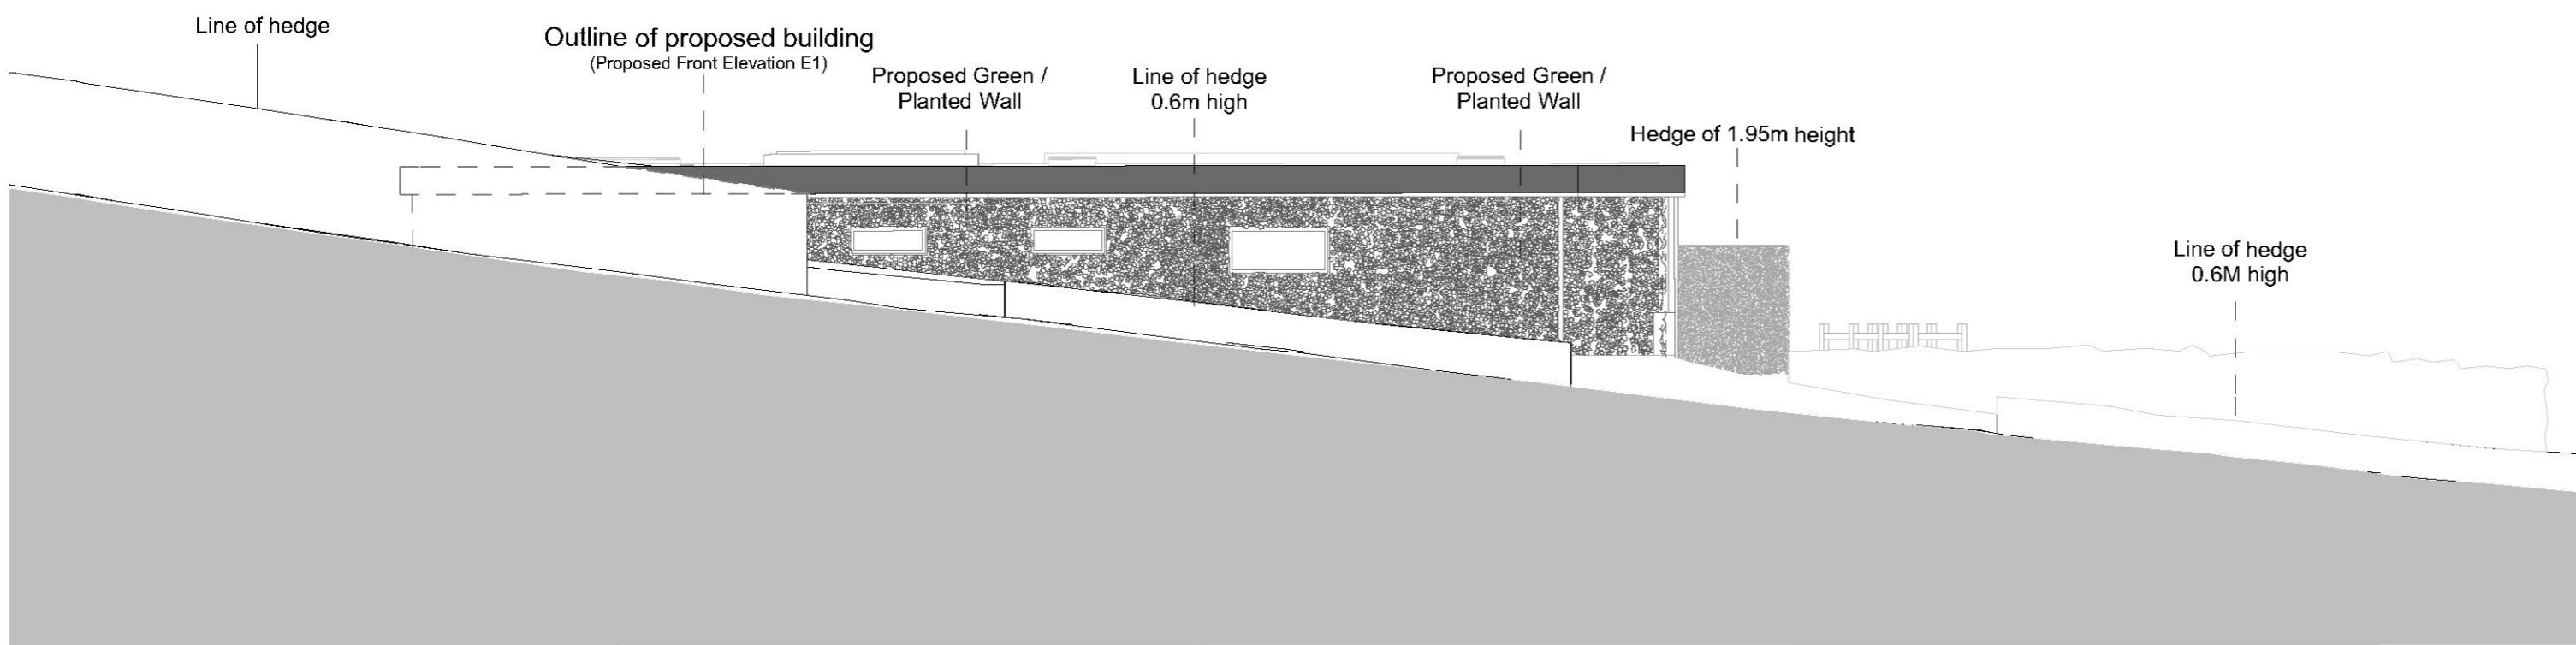 Line of hedge
Outline of proposed building
(Proposed Front Elevation E1)
Proposed Green /
Planted Wall
Line of hedge
0.6m high
Proposed Green /
Planted Wall
Hedge of 1.95m height
Line of hedge
0.6M high